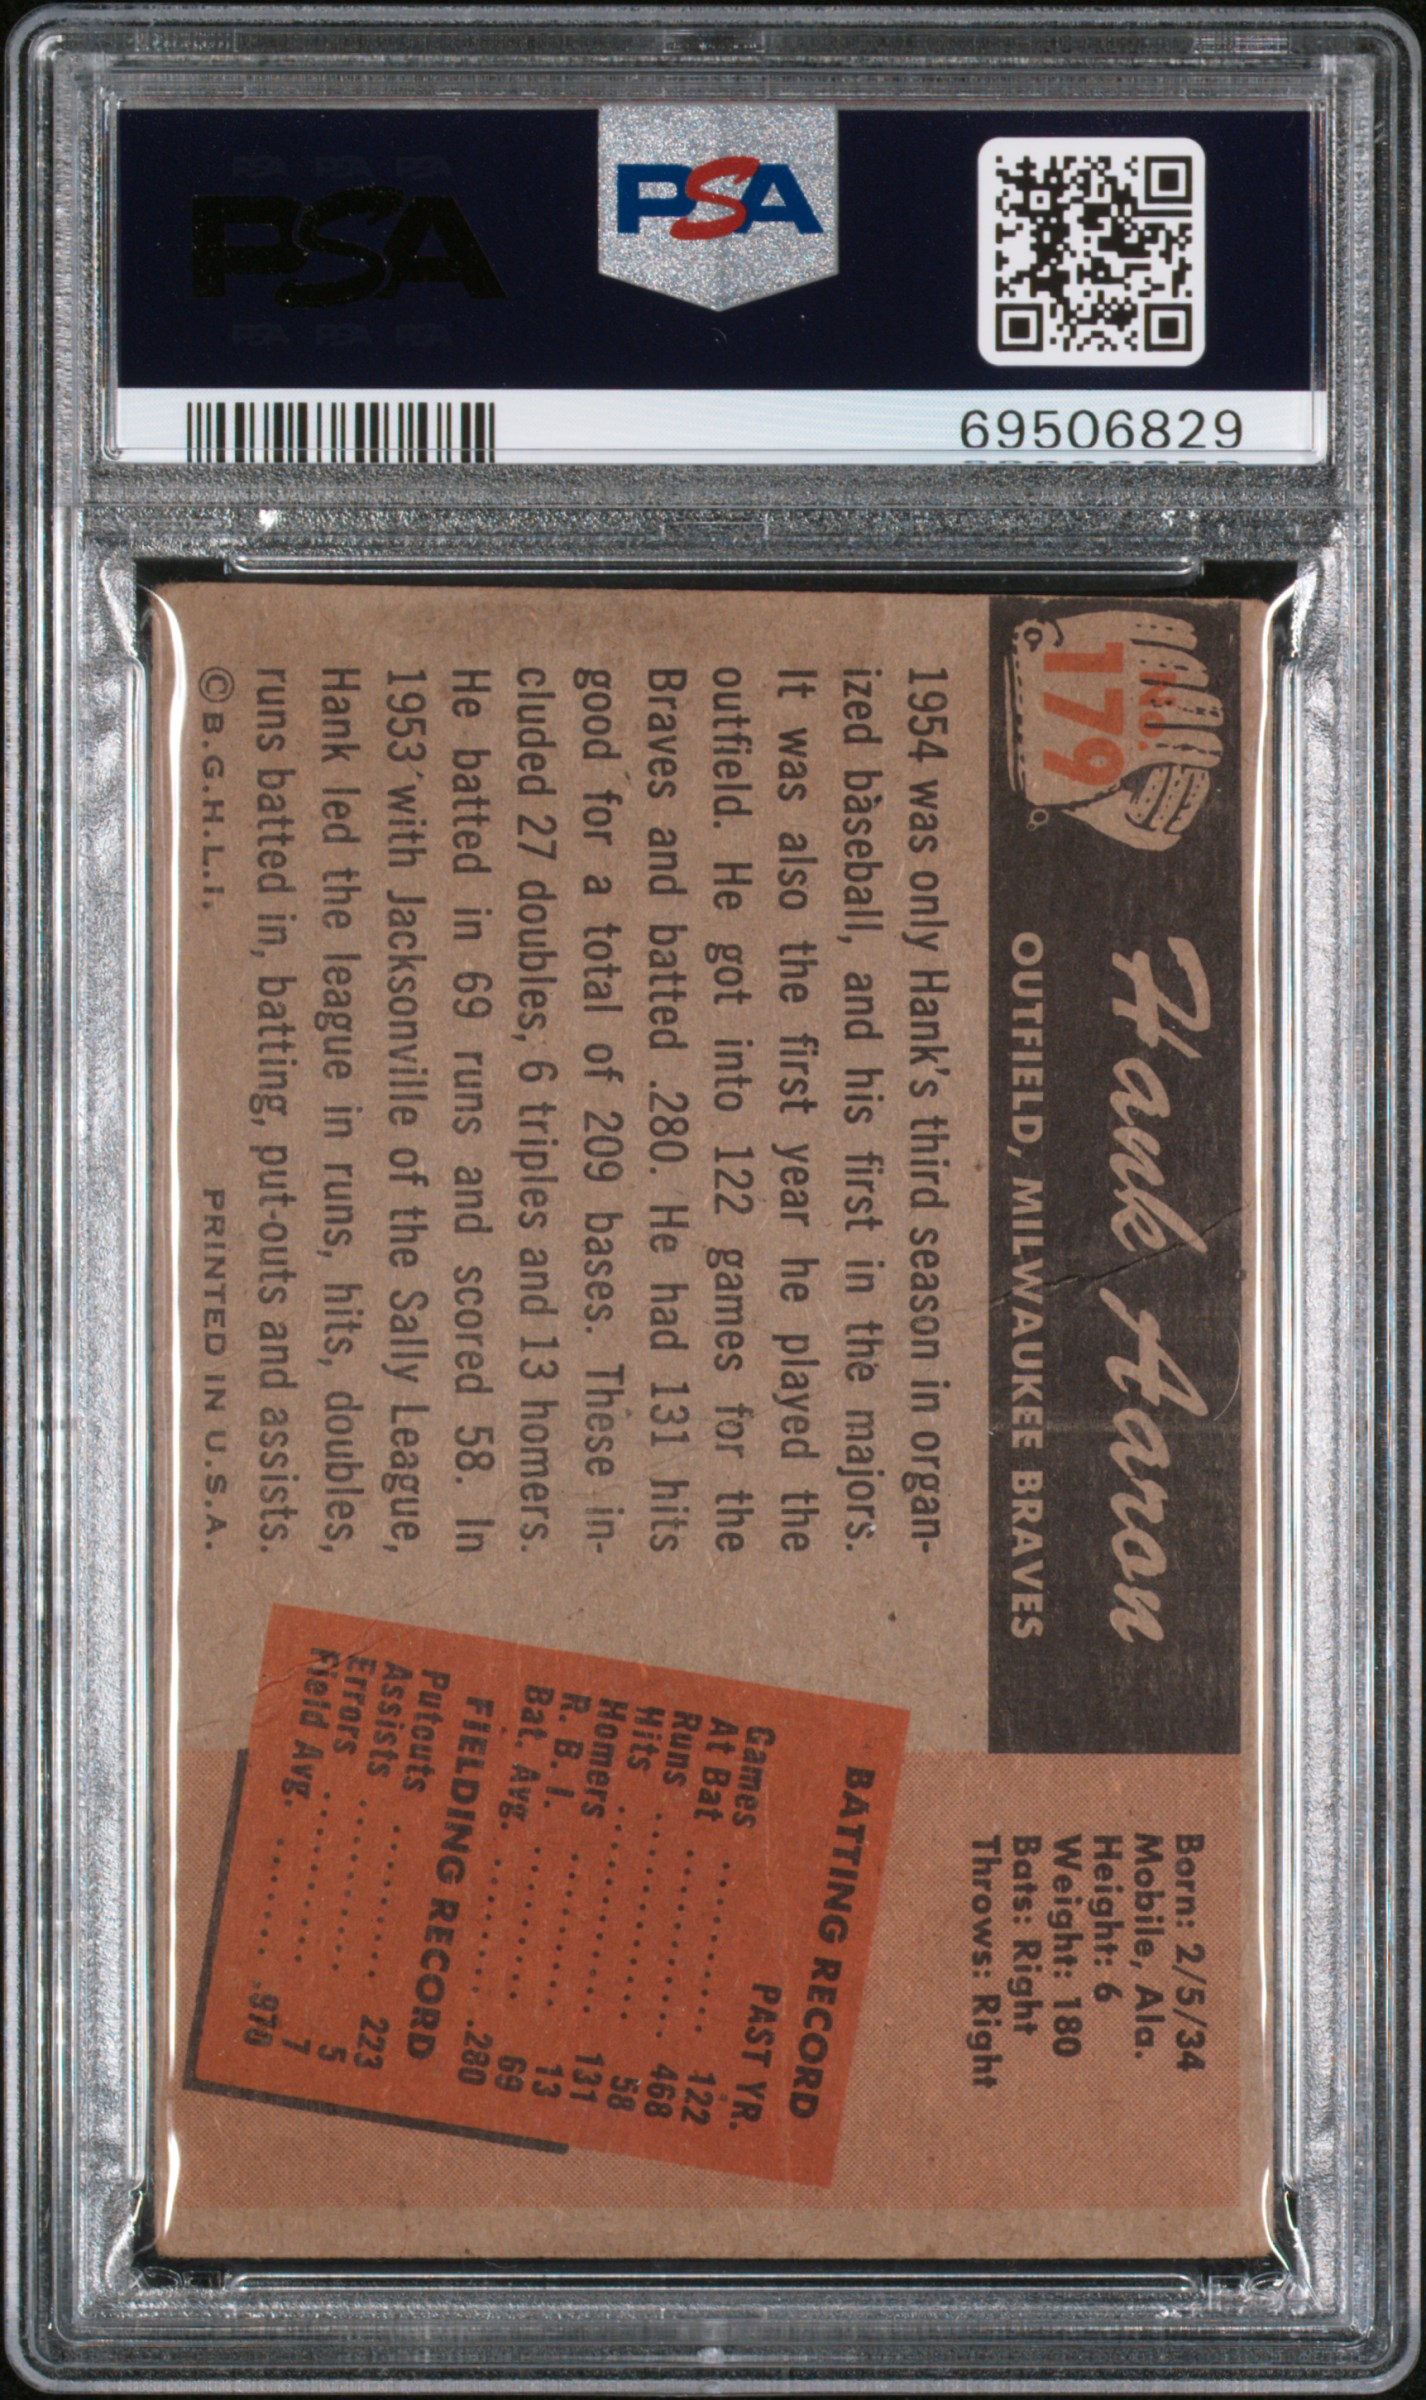 PSA
PSA
69506829
No.
179
Hank Aaron
OUTFIELD, MILWAUKEE BRAVES
Born: 2/5/34
Mobile, Ala.
Height: 6
Weight: 180
Bats: Right
Throws: Right
1954 was only Hank's third season in organ-
ized baseball, and his first in the majors.
It was also the first year he played the
outfield. He got into 122 games for the
Braves and batted .280. He had 131 hits
good for a total of 209 bases. These in-
cluded 27 doubles, 6 triples and 13 homers.
He batted in 69 runs and scored 58. In
1953 with Jacksonville of the Sally League,
Hank led the league in runs, hits, doubles,
runs batted in, batting, put-outs and assists.
© B.G.H.L.I. PRINTED IN U.S.A.
BATTING RECORD
PAST YR.
Games . . . . . . . . 122
At Bat . . . . . . . . 468
Runs . . . . . . . . . . 58
Hits . . . . . . . . . . 131
Homers . . . . . . . . 13
R. B. I. . . . . . . . . 69
Bat. Avg. . . . . . . . .280
FIELDING RECORD
Putouts . . . . . . . . 223
Assists . . . . . . . . 5
Errors . . . . . . . . . 7
Field Avg. . . . . . . .970